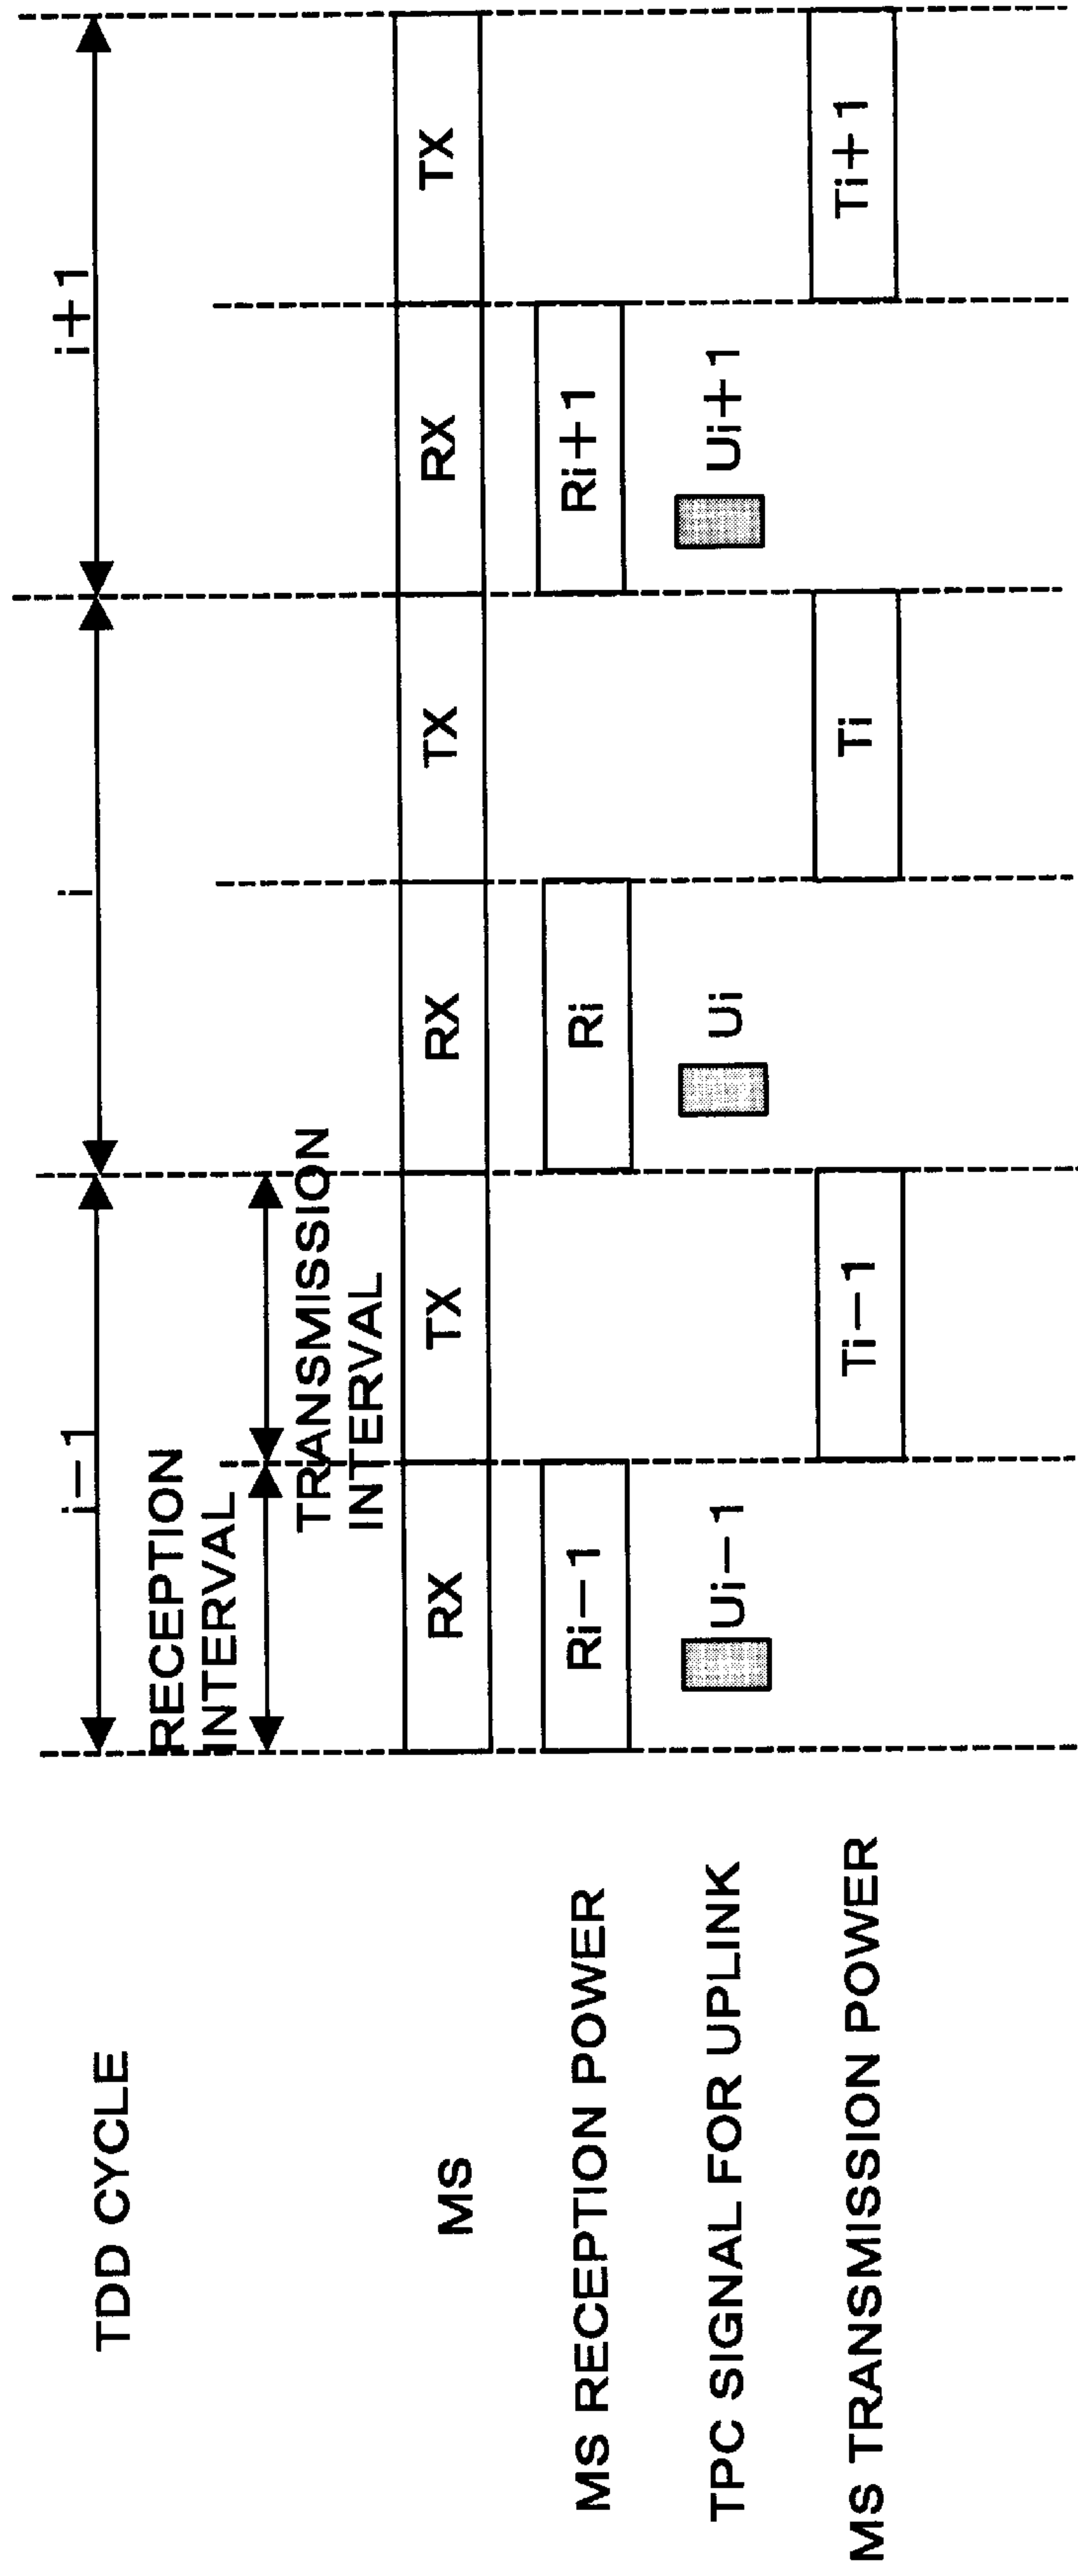 TDD CYCLE
i−1
i
i+1
RECEPTION
INTERVAL
TRANSMISSION
INTERVAL
MS
RX
TX
RX
TX
RX
TX
MS RECEPTION POWER
Ri−1
Ri
Ri+1
TPC SIGNAL FOR UPLINK
Ui−1
Ui
Ui+1
MS TRANSMISSION POWER
Ti−1
Ti
Ti+1